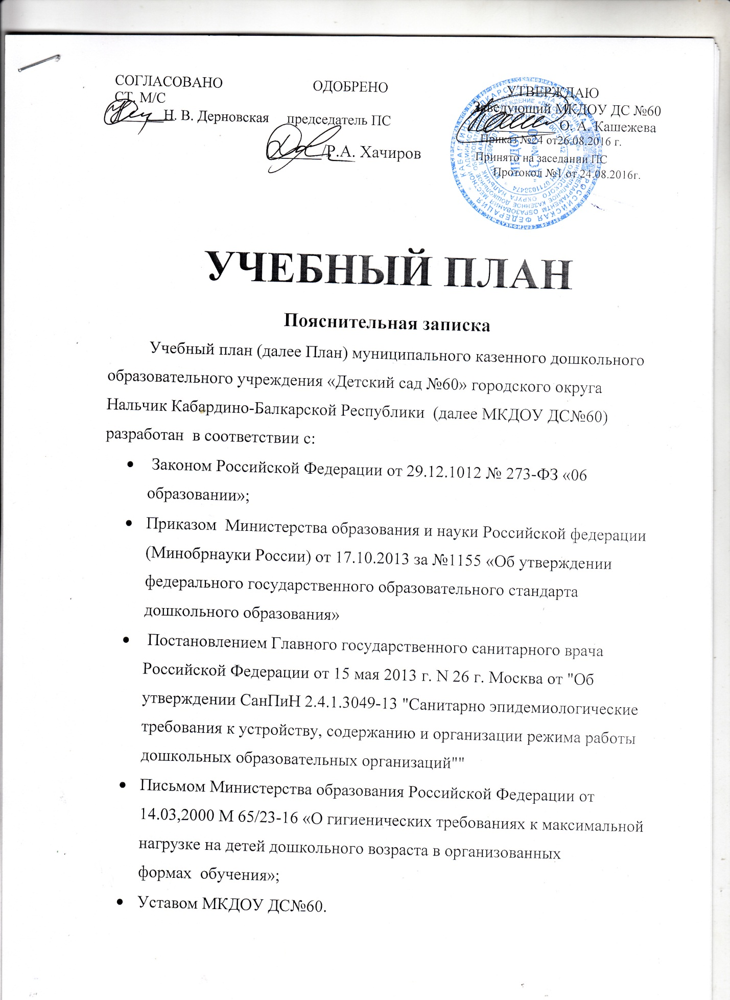 СОГЛАСОВАНО
СТ. М/С
Н. В. Дерновская
ОДОБРЕНО
председатель ПС
/Р.А. Хачиров
УТВЕРЖДАЮ
Заведующий МКДОУ ДС №60
О. А. Кашежева
Приказ №24 от26.08.2016 г.
Принято на заседании ПС
Протокол №1 от 24.08.2016г.
УЧЕБНЫЙ ПЛАН
Пояснительная записка
Учебный план (далее План) муниципального казенного дошкольного
образовательного учреждения «Детский сад №60» городского округа
Нальчик Кабардино-Балкарской Республики (далее МКДОУ ДС№60)
разработан в соответствии с:
• Законом Российской Федерации от 29.12.1012 № 273-ФЗ «06
образовании»;
• Приказом Министерства образования и науки Российской федерации
(Минобрнауки России) от 17.10.2013 за №1155 «Об утверждении
федерального государственного образовательного стандарта
дошкольного образования»
• Постановлением Главного государственного санитарного врача
Российской Федерации от 15 мая 2013 г. N 26 г. Москва от "Об
утверждении СанПиН 2.4.1.3049-13 "Санитарно эпидемиологические
требования к устройству, содержанию и организации режима работы
дошкольных образовательных организаций""
• Письмом Министерства образования Российской Федерации от
14.03,2000 М 65/23-16 «О гигиенических требованиях к максимальной
нагрузке на детей дошкольного возраста в организованных
формах обучения»;
• Уставом МКДОУ ДС№60.